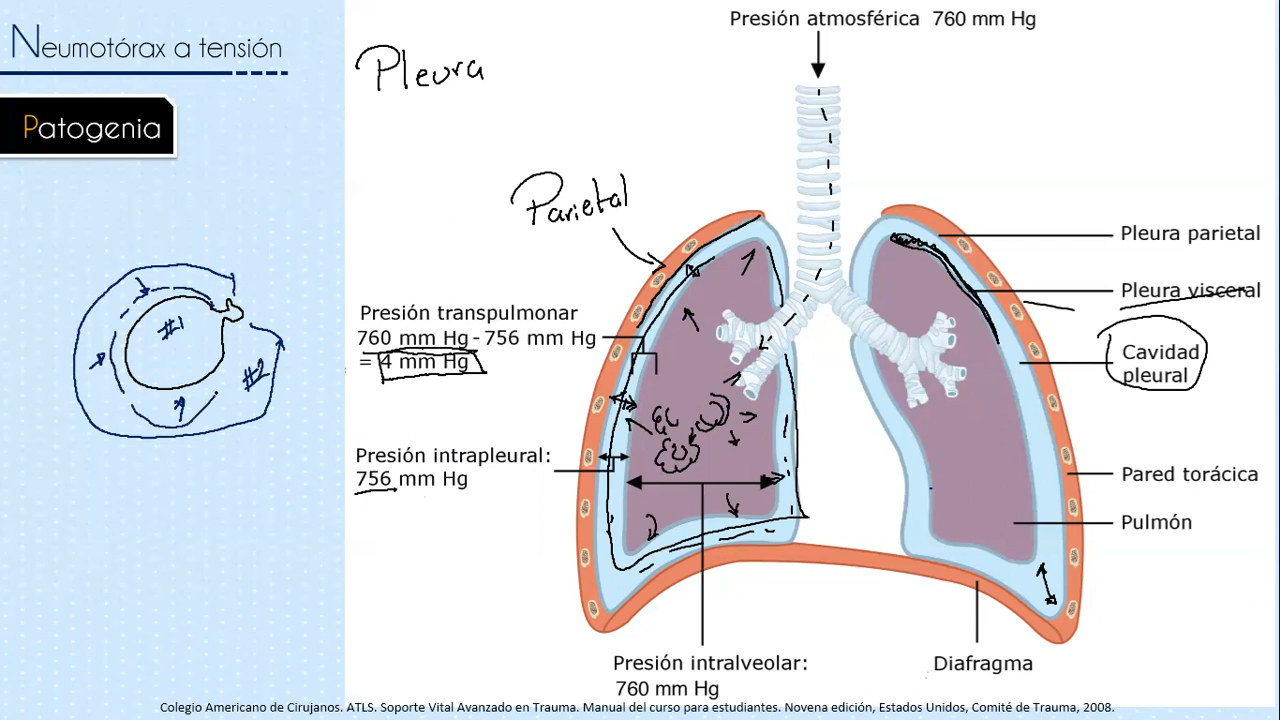 Neumotórax a tensión
Patogenia
#1
#2
Presión atmosférica 760 mm Hg
Pleura
Parietal
Presión transpulmonar
760 mm Hg - 756 mm Hg
= 4 mm Hg
Presión intrapleural:
756 mm Hg
Presión intralveolar:
760 mm Hg
Pleura parietal
Pleura visceral
Cavidad
pleural
Pared torácica
Pulmón
Diafragma
Colegio Americano de Cirujanos. ATLS. Soporte Vital Avanzado en Trauma. Manual del curso para estudiantes. Novena edición, Estados Unidos, Comité de Trauma, 2008.